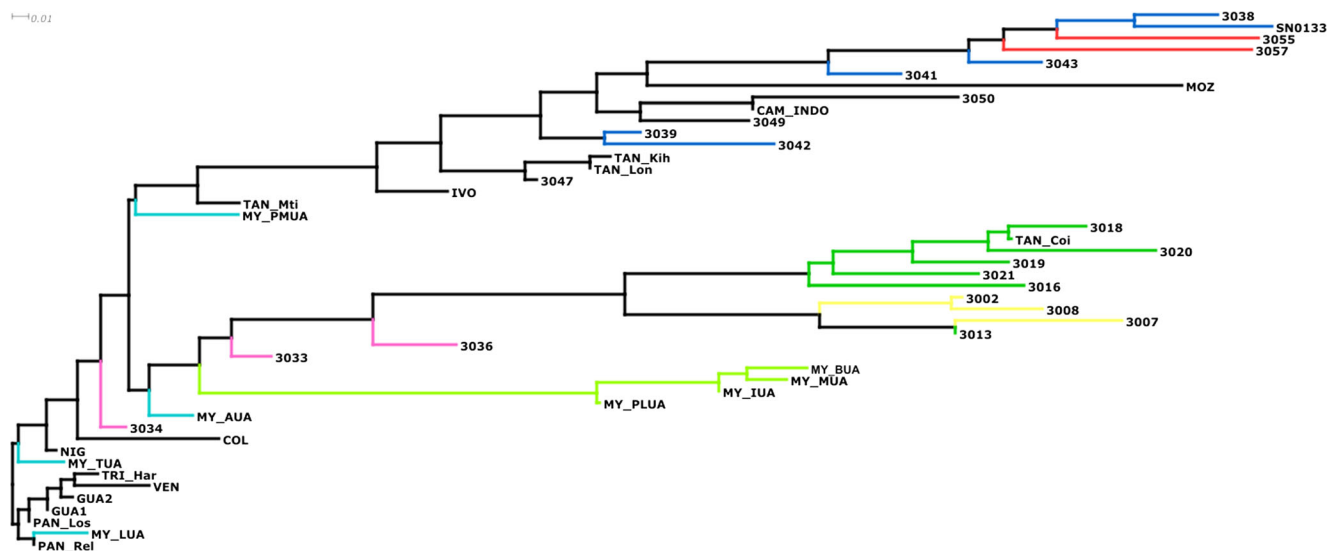 0.01
3038
SN0133
3055
3057
3043
3041
MOZ
3050
CAM_INDO
3049
3039
3042
TAN_Kih
TAN_Lon
3047
IVO
TAN_Mti
MY_PMUA
3018
TAN_Coi
3020
3019
3021
3016
3002
3008
3007
3013
3036
3033
MY_BUA
MY_MUA
MY_IUA
MY_PLUA
MY_AUA
3034
COL
NIG
MY_TUA
TRI_Har
VEN
GUA2
GUA1
PAN_Los
MY_LUA
PAN_Rel